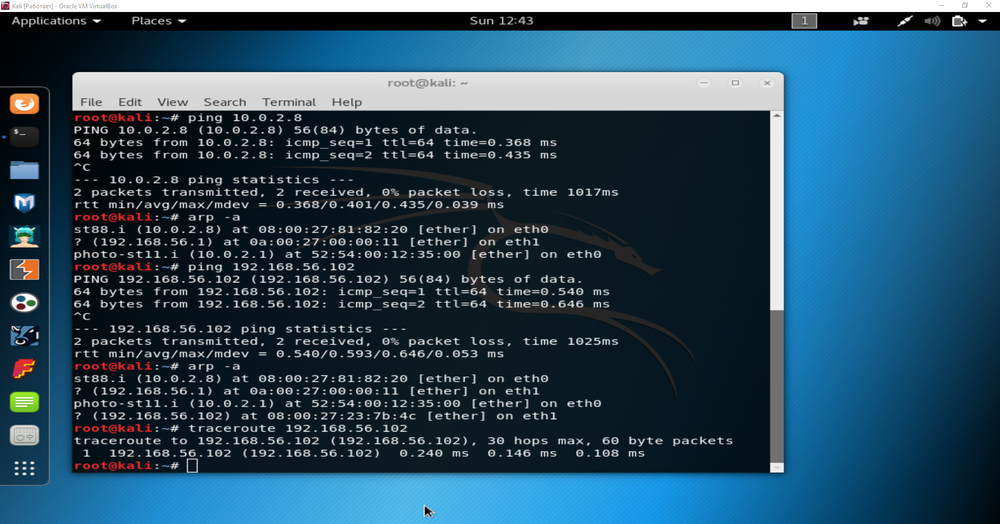 Kali [Работает] - Oracle VM VirtualBox
Applications Places Sun 12:43 1
root@kali: ~
File Edit View Search Terminal Help
root@kali:~# ping 10.0.2.8
PING 10.0.2.8 (10.0.2.8) 56(84) bytes of data.
64 bytes from 10.0.2.8: icmp_seq=1 ttl=64 time=0.368 ms
64 bytes from 10.0.2.8: icmp_seq=2 ttl=64 time=0.435 ms
^C
--- 10.0.2.8 ping statistics ---
2 packets transmitted, 2 received, 0% packet loss, time 1017ms
rtt min/avg/max/mdev = 0.368/0.401/0.435/0.039 ms
root@kali:~# arp -a
st88.i (10.0.2.8) at 08:00:27:81:82:20 [ether] on eth0
? (192.168.56.1) at 0a:00:27:00:00:11 [ether] on eth1
photo-st11.i (10.0.2.1) at 52:54:00:12:35:00 [ether] on eth0
root@kali:~# ping 192.168.56.102
PING 192.168.56.102 (192.168.56.102) 56(84) bytes of data.
64 bytes from 192.168.56.102: icmp_seq=1 ttl=64 time=0.540 ms
64 bytes from 192.168.56.102: icmp_seq=2 ttl=64 time=0.646 ms
^C
--- 192.168.56.102 ping statistics ---
2 packets transmitted, 2 received, 0% packet loss, time 1025ms
rtt min/avg/max/mdev = 0.540/0.593/0.646/0.053 ms
root@kali:~# arp -a
st88.i (10.0.2.8) at 08:00:27:81:82:20 [ether] on eth0
? (192.168.56.1) at 0a:00:27:00:00:11 [ether] on eth1
photo-st11.i (10.0.2.1) at 52:54:00:12:35:00 [ether] on eth0
? (192.168.56.102) at 08:00:27:23:7b:4c [ether] on eth1
root@kali:~# traceroute 192.168.56.102
traceroute to 192.168.56.102 (192.168.56.102), 30 hops max, 60 byte packets
1 192.168.56.102 (192.168.56.102) 0.240 ms 0.146 ms 0.108 ms
root@kali:~#